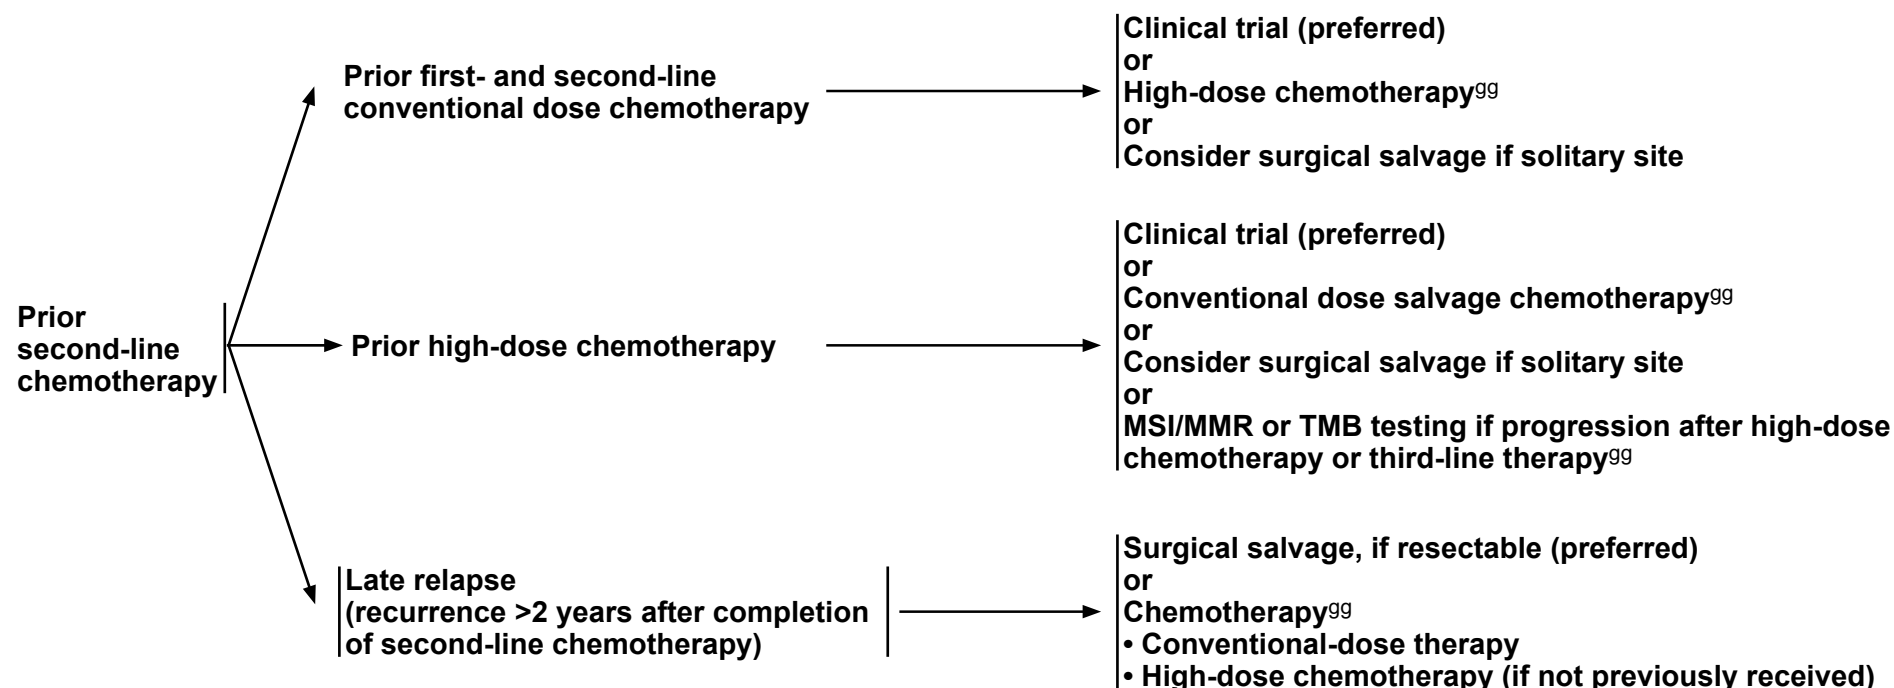 Prior
second-line
chemotherapy
Prior first- and second-line
conventional dose chemotherapy
Clinical trial (preferred)
or
High-dose chemotherapygg
or
Consider surgical salvage if solitary site
Prior high-dose chemotherapy
Clinical trial (preferred)
or
Conventional dose salvage chemotherapygg
or
Consider surgical salvage if solitary site
or
MSI/MMR or TMB testing if progression after high-dose
chemotherapy or third-line therapygg
Late relapse
(recurrence >2 years after completion
of second-line chemotherapy)
Surgical salvage, if resectable (preferred)
or
Chemotherapygg
• Conventional-dose therapy
• High-dose chemotherapy (if not previously received)